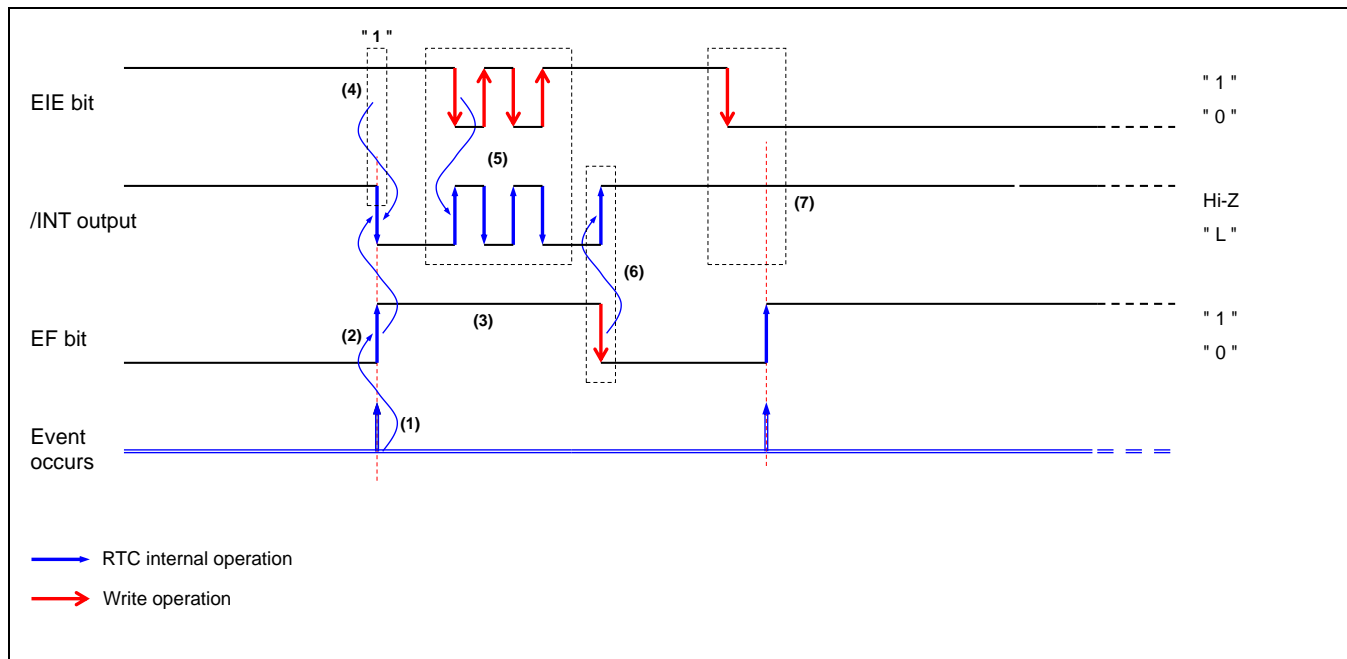 " 1 "
(4)
EIE bit
" 1 "
" 0 "
(5)
/INT output
(7)
Hi-Z
" L "
(6)
EF bit
(2)
(3)
" 1 "
" 0 "
(1)
Event
occurs
RTC internal operation
Write operation